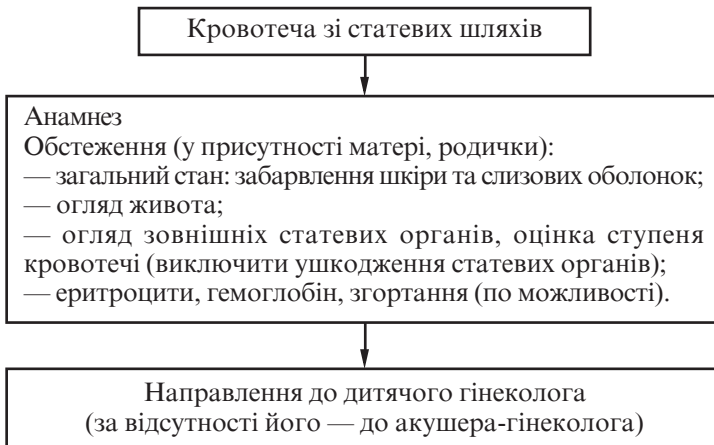 Кровотеча зі статевих шляхів
Анамнез
Обстеження (у присутності матері, родички):
— загальний стан: забарвлення шкіри та слизових оболонок;
— огляд живота;
— огляд зовнішніх статевих органів, оцінка ступеня
кровотечі (виключити ушкодження статевих органів);
— еритроцити, гемоглобін, згортання (по можливості).
Направлення до дитячого гінеколога
(за відсутності його — до акушера-гінеколога)